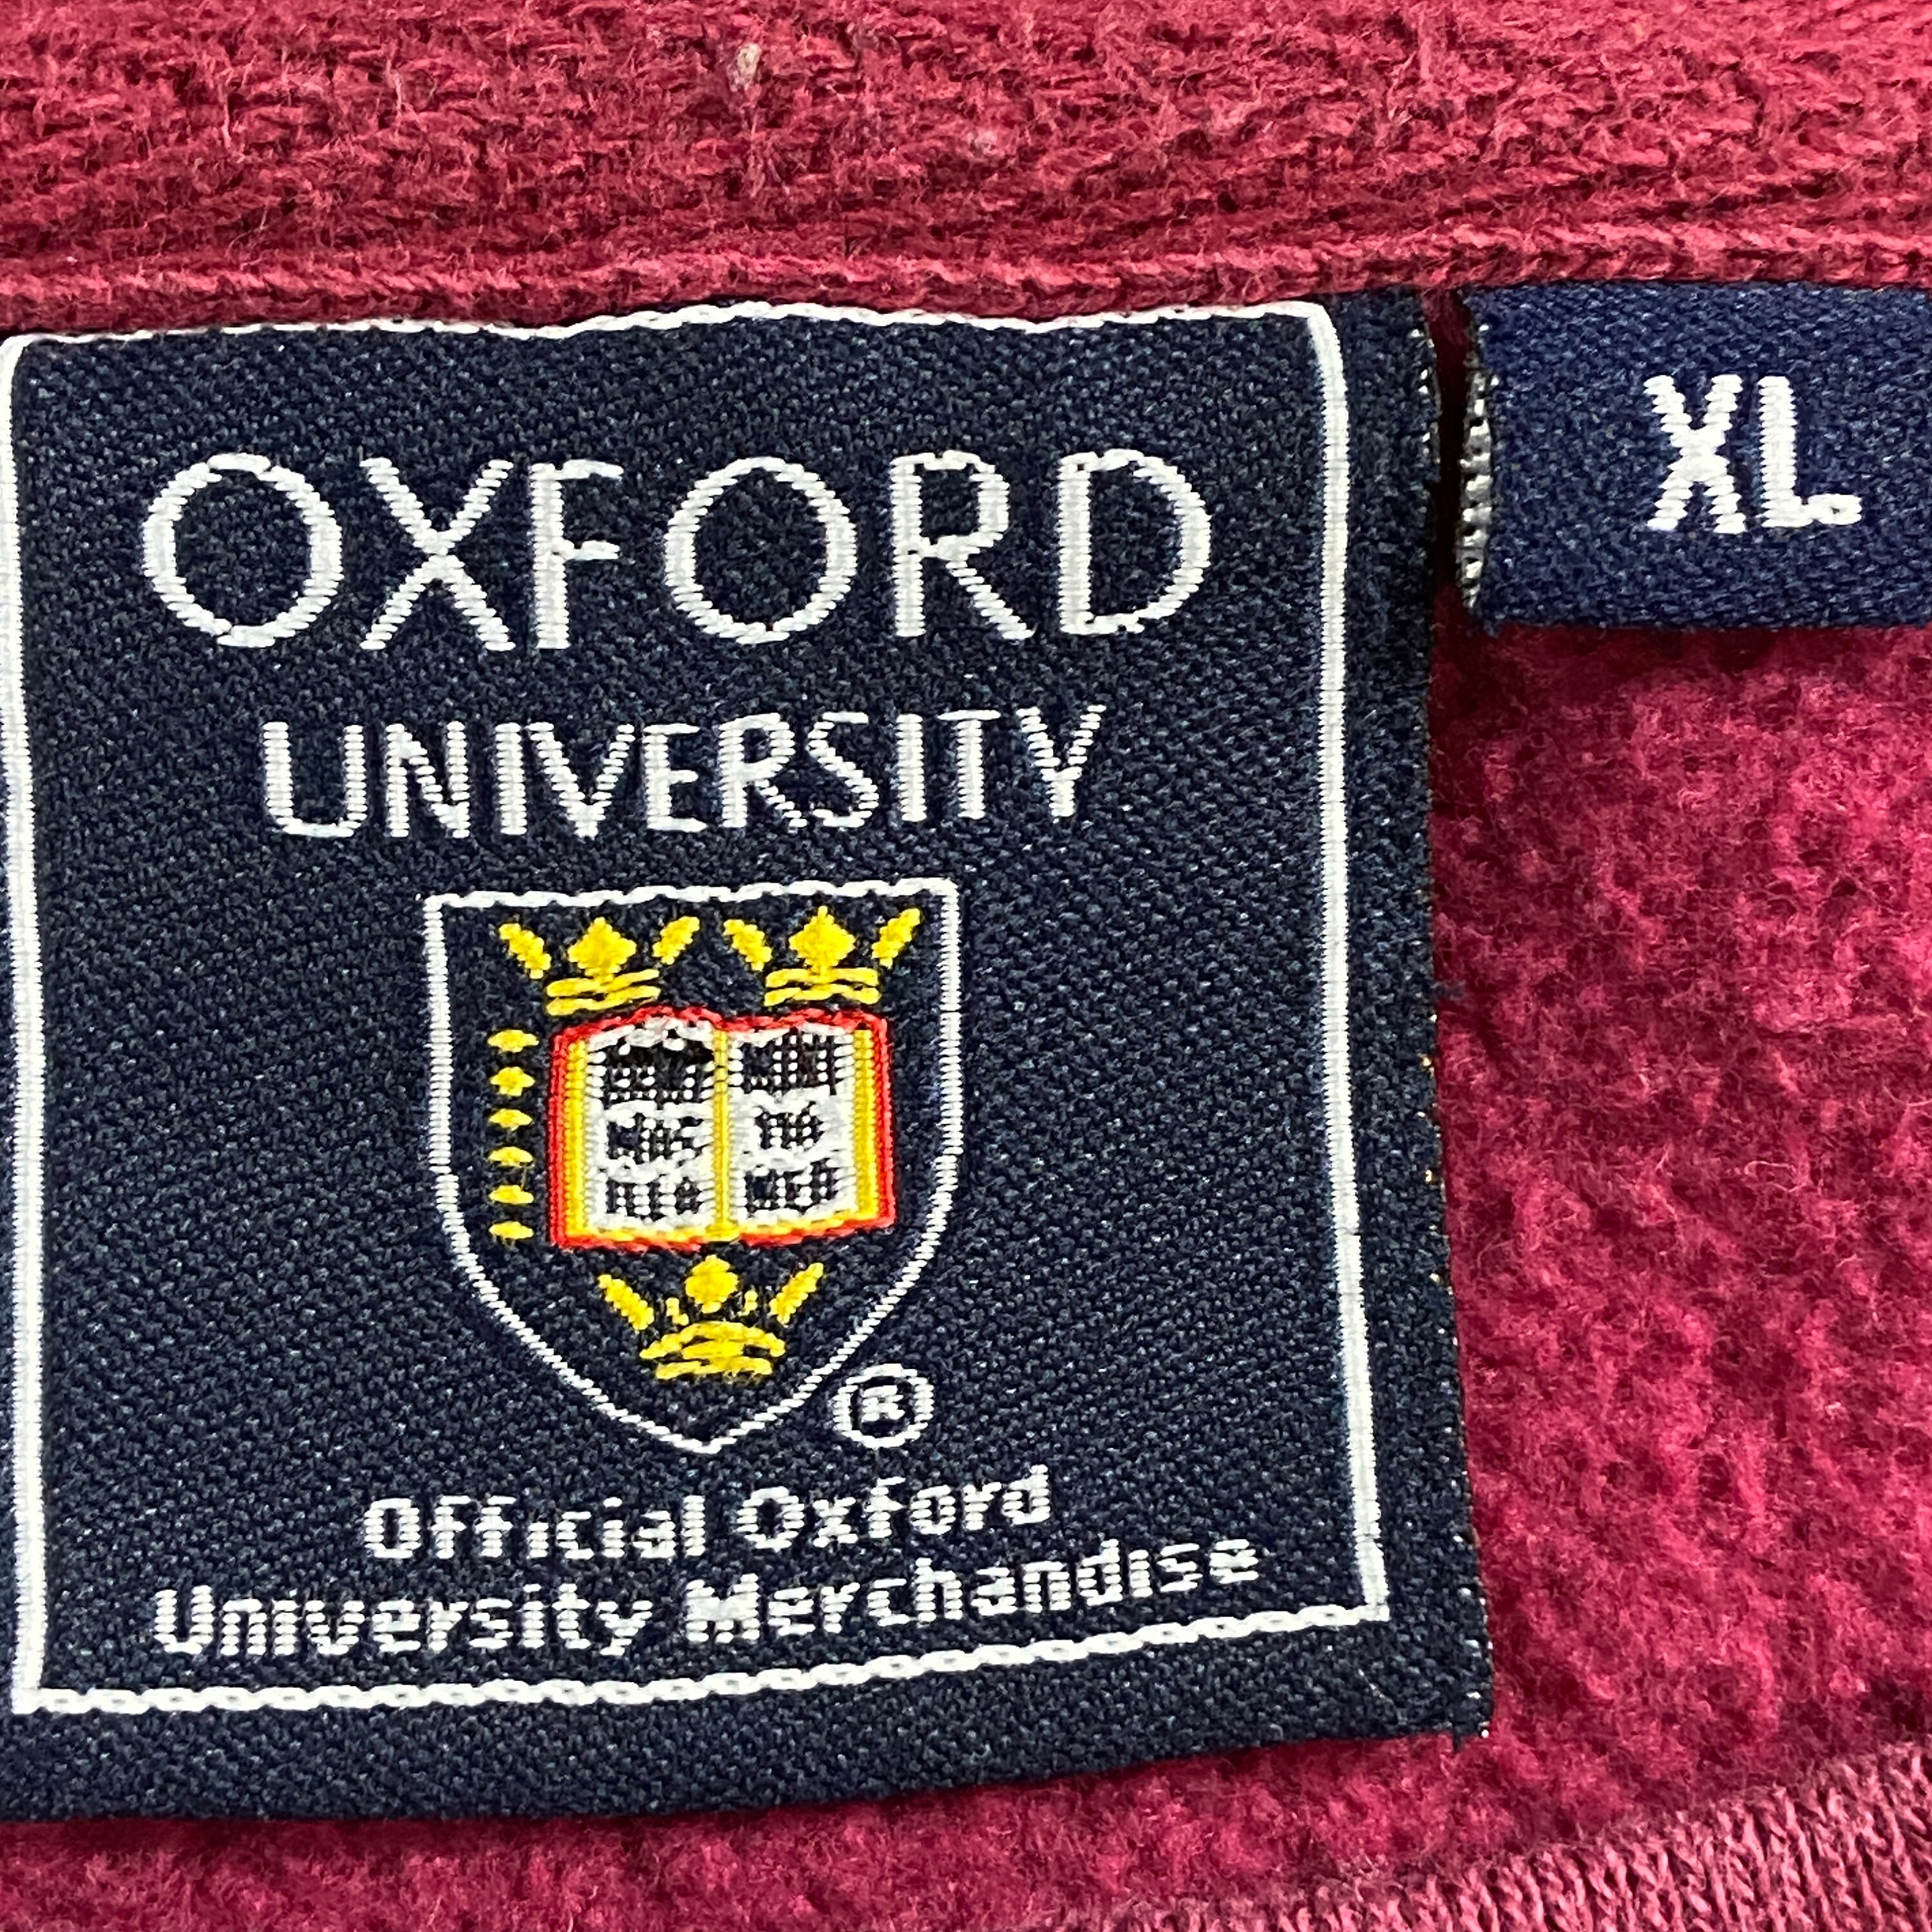 OXFORD
UNIVERSITY
XL
®
Official Oxford
University Merchandise